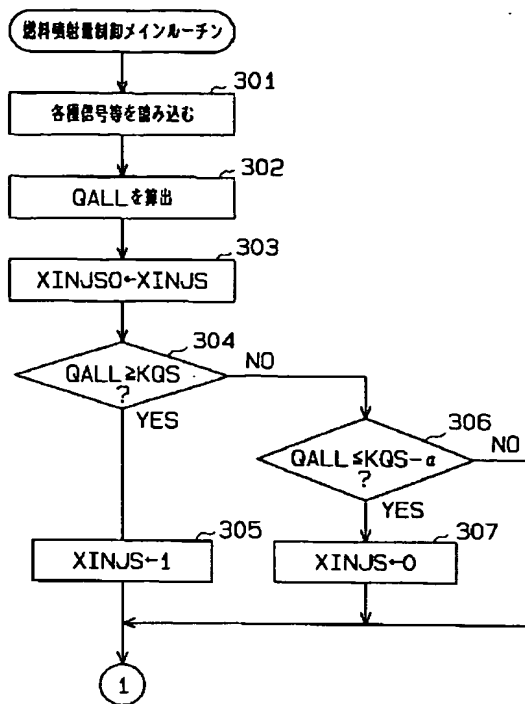 燃料噴射量制御メインルーチン
301
各種信号等を読み込む
302
QALLを算出
303
XINJSO←XINJS
304
QALL≧KQS
?
NO
YES
306
QALL≦KQS-α
?
NO
YES
305
XINJS←1
307
XINJS←0
1